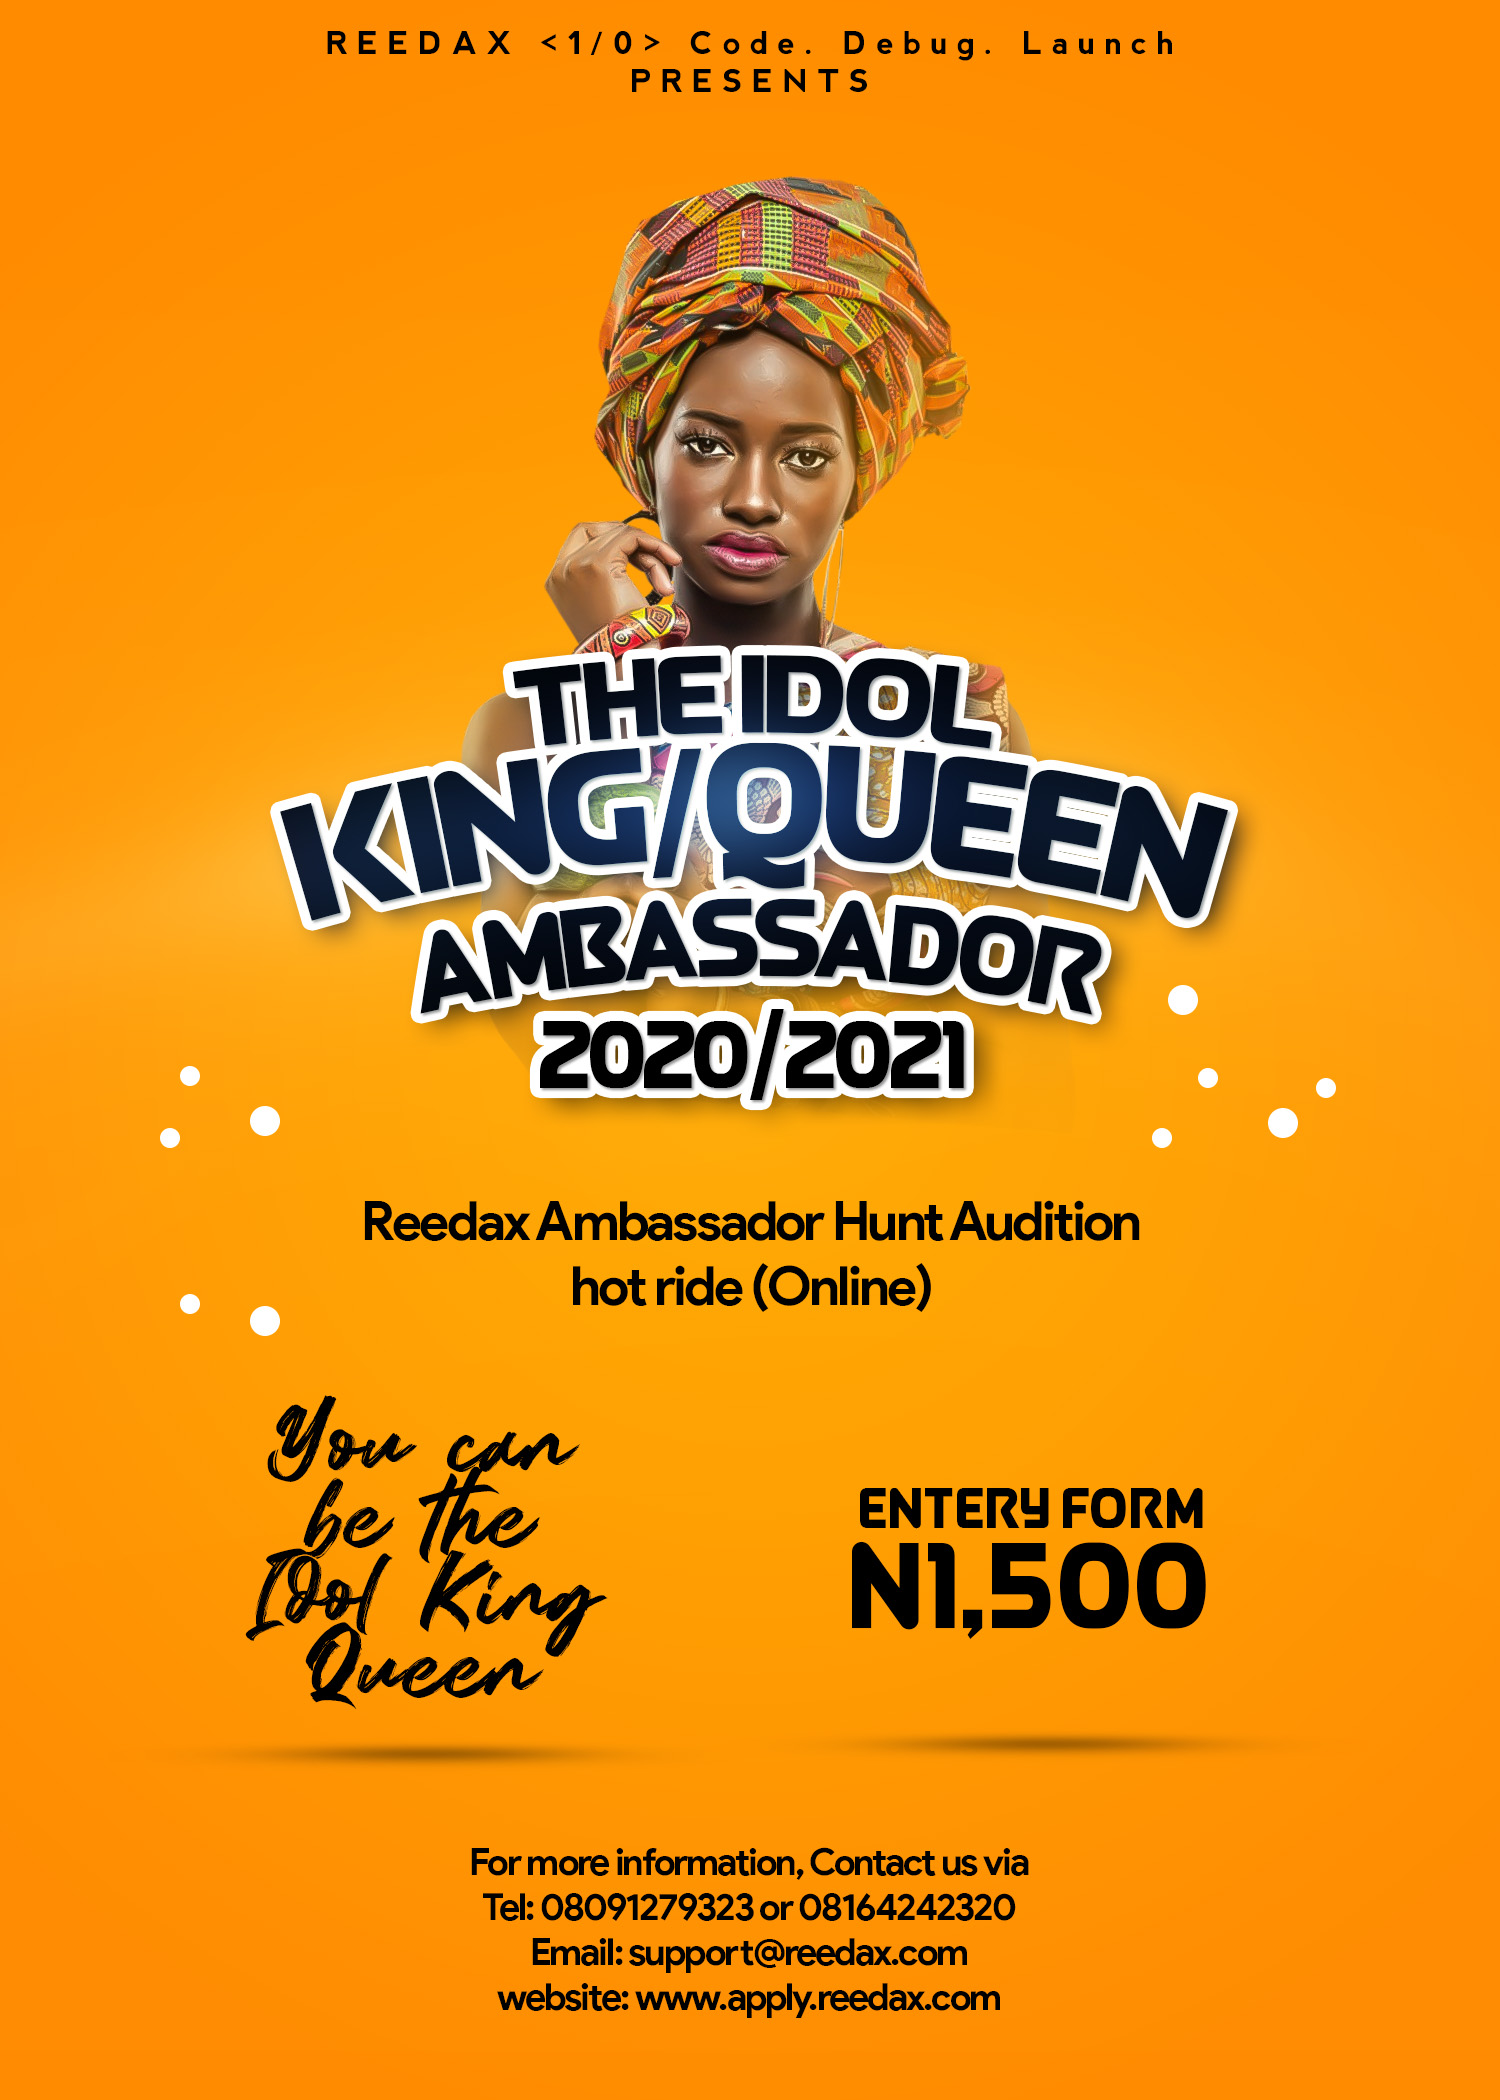 REEDAX <1/0> Code. Debug. Launch
PRESENTS
THE IDOL
KING/QUEEN
AMBASSADOR
2020/2021
Reedax Ambassador Hunt Audition
hot ride (Online)
You can
be the
IDol King
Queen
ENTERY FORM
N1,500
For more information, Contact us via
Tel: 08091279323 or 08164242320
Email: support@reedax.com
website: www.apply.reedax.com